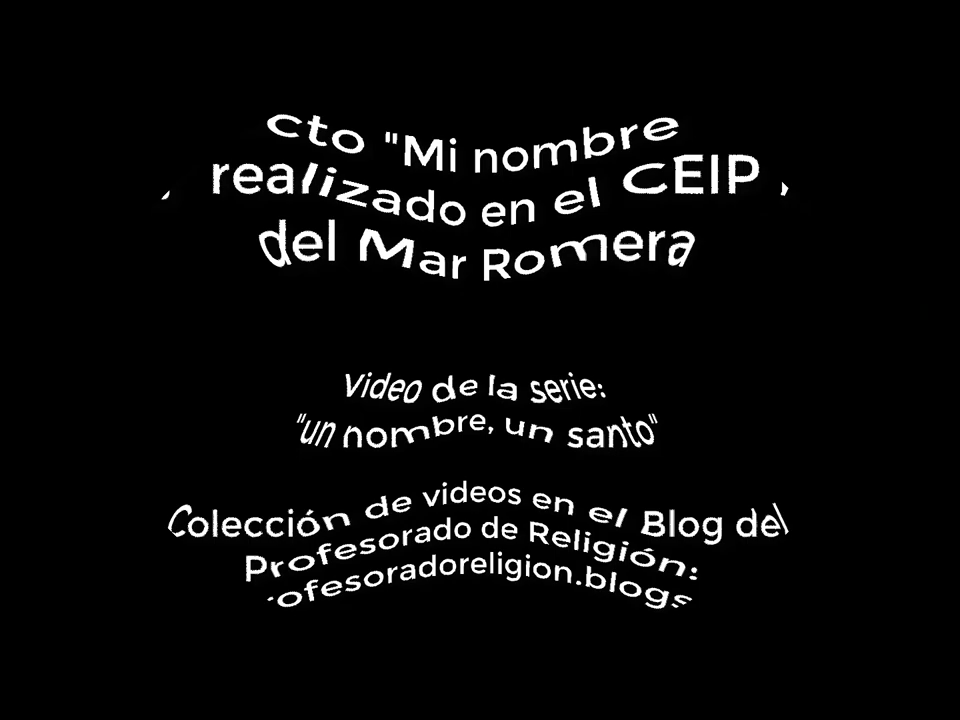 cto "Mi nombre
realizado en el CEIP
del Mar Romera
Video de la serie:
"un nombre, un santo"
Colección de videos en el Blog del
Profesorado de Religión:
ofesoradoreligion.blogs